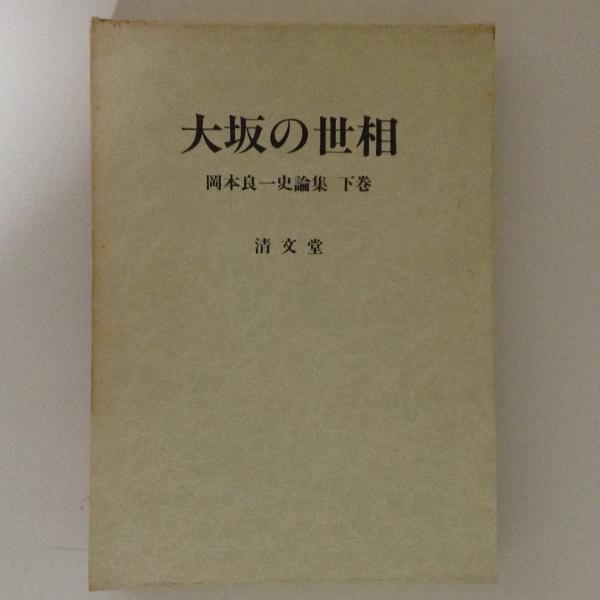 大坂の世相
岡本良一史論集 下巻
清文堂